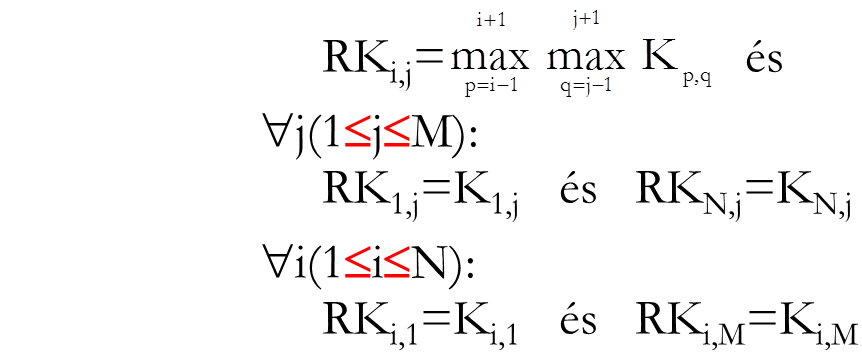 i+1 j+1
RKi,j=max max Kp,q és
p=i−1 q=j−1
∀j(1≤j≤M):
RK1,j=K1,j és RKN,j=KN,j
∀i(1≤i≤N):
RKi,1=Ki,1 és RKi,M=Ki,M